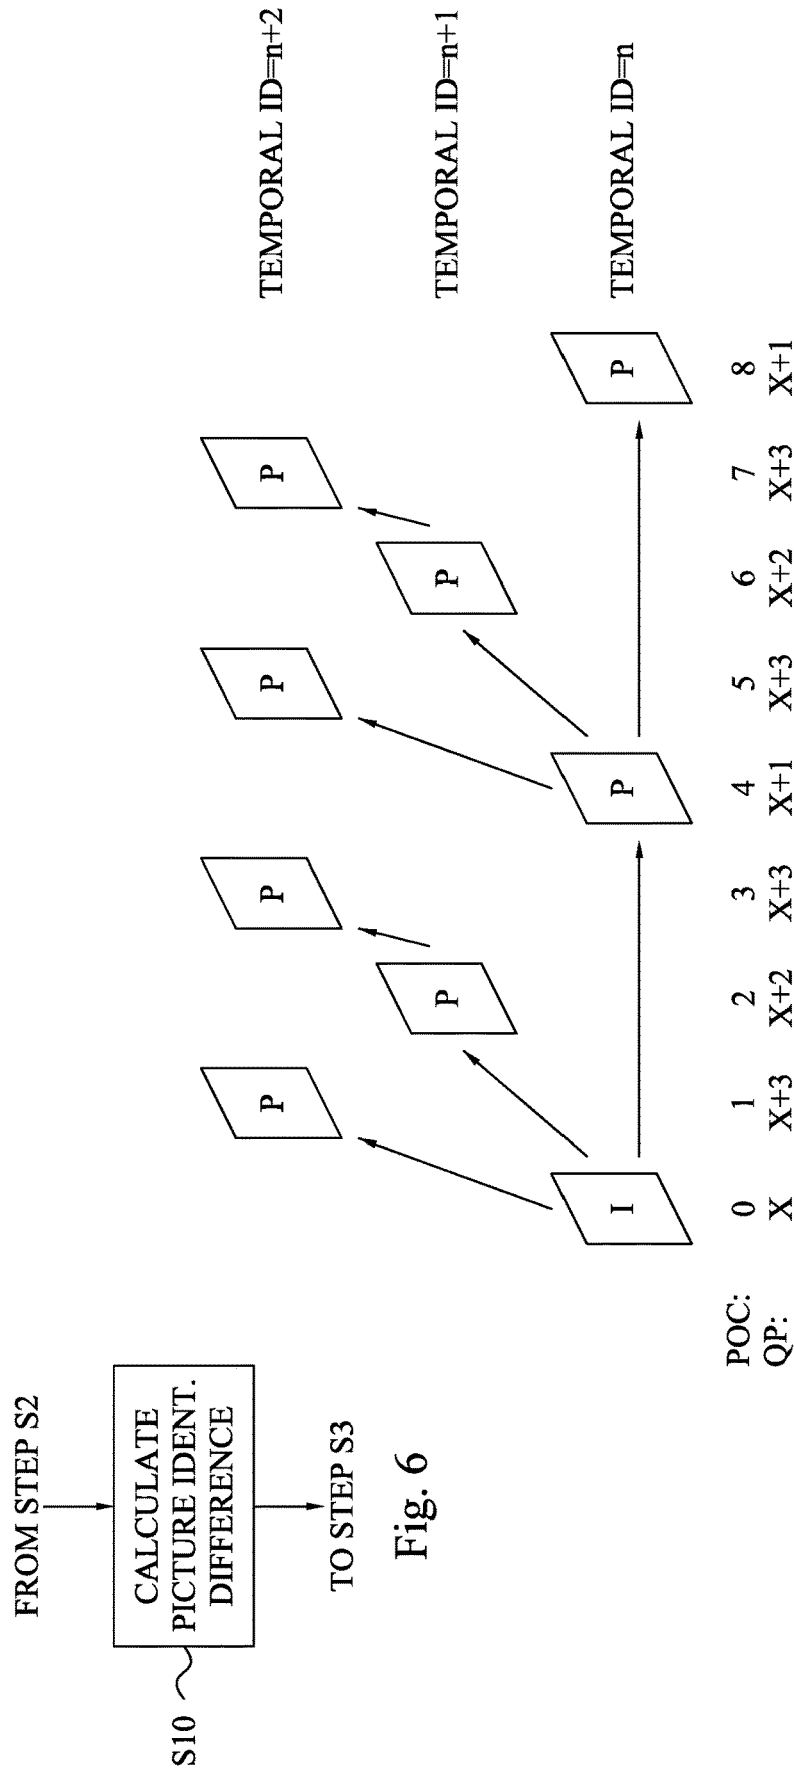 FROM STEP S2
CALCULATE
PICTURE IDENT.
DIFFERENCE
S10
TO STEP S3
Fig. 6
P P P P TEMPORAL ID=n+2
P P TEMPORAL ID=n+1
I P P TEMPORAL ID=n
POC: 0 1 2 3 4 5 6 7 8
QP: X X+3 X+2 X+3 X+1 X+3 X+2 X+3 X+1